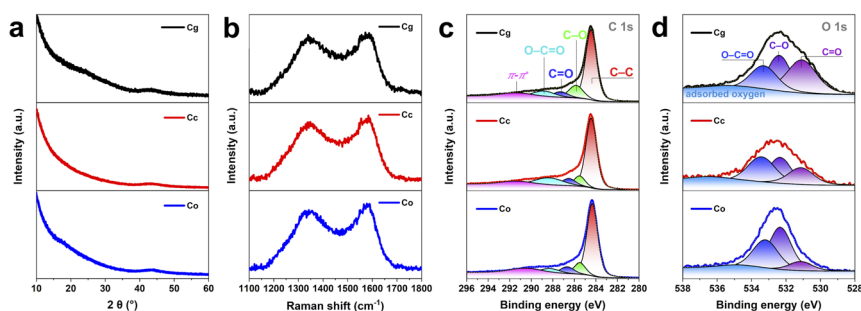 a
Cg
Cc
Co
Intensity (a.u.)
10 20 30 40 50 60
2 θ (°)
b
Cg
Cc
Co
Intensity (a.u.)
1100 1200 1300 1400 1500 1600 1700 1800
Raman shift (cm⁻¹)
c
C 1s
Cg
C–O
O–C=O
C=O
π-π*
C–C
Cc
Co
Intensity (a.u.)
296 294 292 290 288 286 284 282 280
Binding energy (eV)
d
O 1s
Cg
C–O
O–C=O
C=O
adsorbed oxygen
Cc
Co
Intensity (a.u.)
538 536 534 532 530 528
Binding energy (eV)